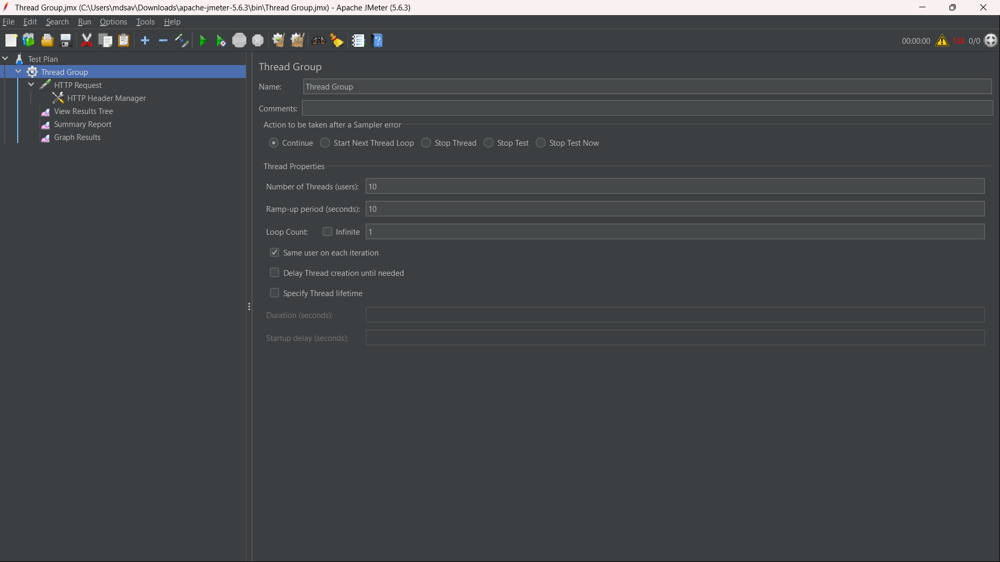 Thread Group.jmx (C:\Users\mdsav\Downloads\apache-jmeter-5.6.3\bin\Thread Group.jmx) - Apache JMeter (5.6.3)
File Edit Search Run Options Tools Help
STOP ? 00:00:00 138 0/0
Test Plan
Thread Group
HTTP Request
HTTP Header Manager
View Results Tree
Summary Report
Graph Results
Thread Group
Name: Thread Group
Comments:
Action to be taken after a Sampler error
Continue Start Next Thread Loop Stop Thread Stop Test Stop Test Now
Thread Properties
Number of Threads (users): 10
Ramp-up period (seconds): 10
Loop Count: Infinite 1
Same user on each iteration
Delay Thread creation until needed
Specify Thread lifetime
Duration (seconds):
Startup delay (seconds):